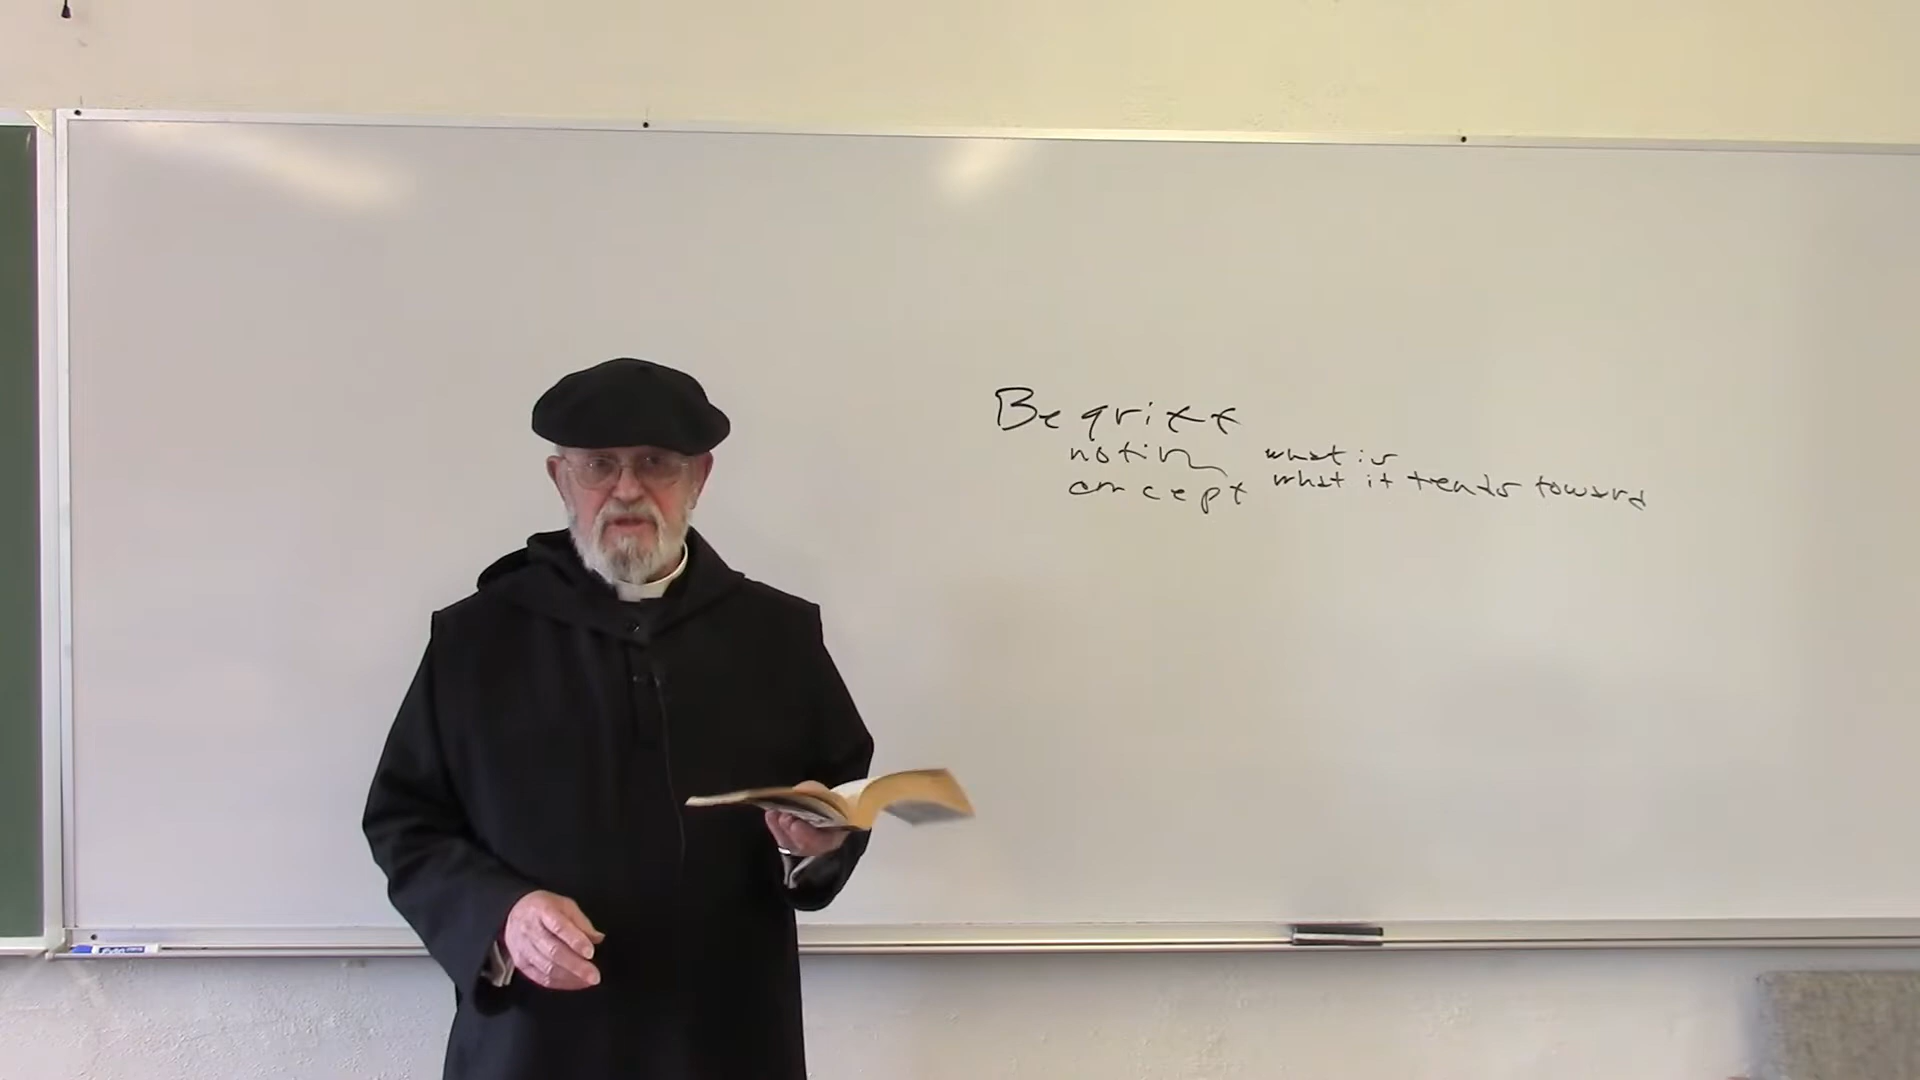 Begriff
notion what is
concept what it tends toward